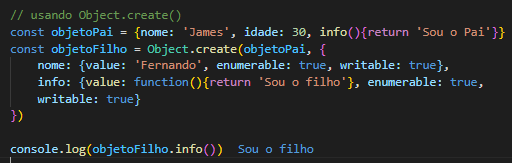 // usando Object.create()
const objetoPai = {nome: 'James', idade: 30, info(){return 'Sou o Pai'}}
const objetoFilho = Object.create(objetoPai, {
    nome: {value: 'Fernando', enumerable: true, writable: true},
    info: {value: function(){return 'Sou o filho'}, enumerable: true,
    writable: true}
})

console.log(objetoFilho.info())  Sou o filho